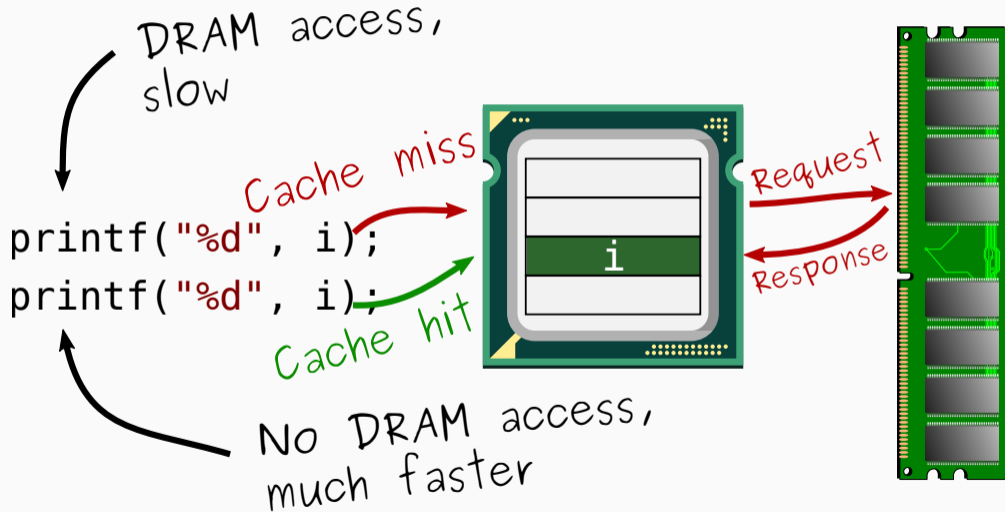 DRAM access,
slow
Cache miss
printf("%d", i);
printf("%d", i);
Cache hit
No DRAM access,
much faster
i
Request
Response